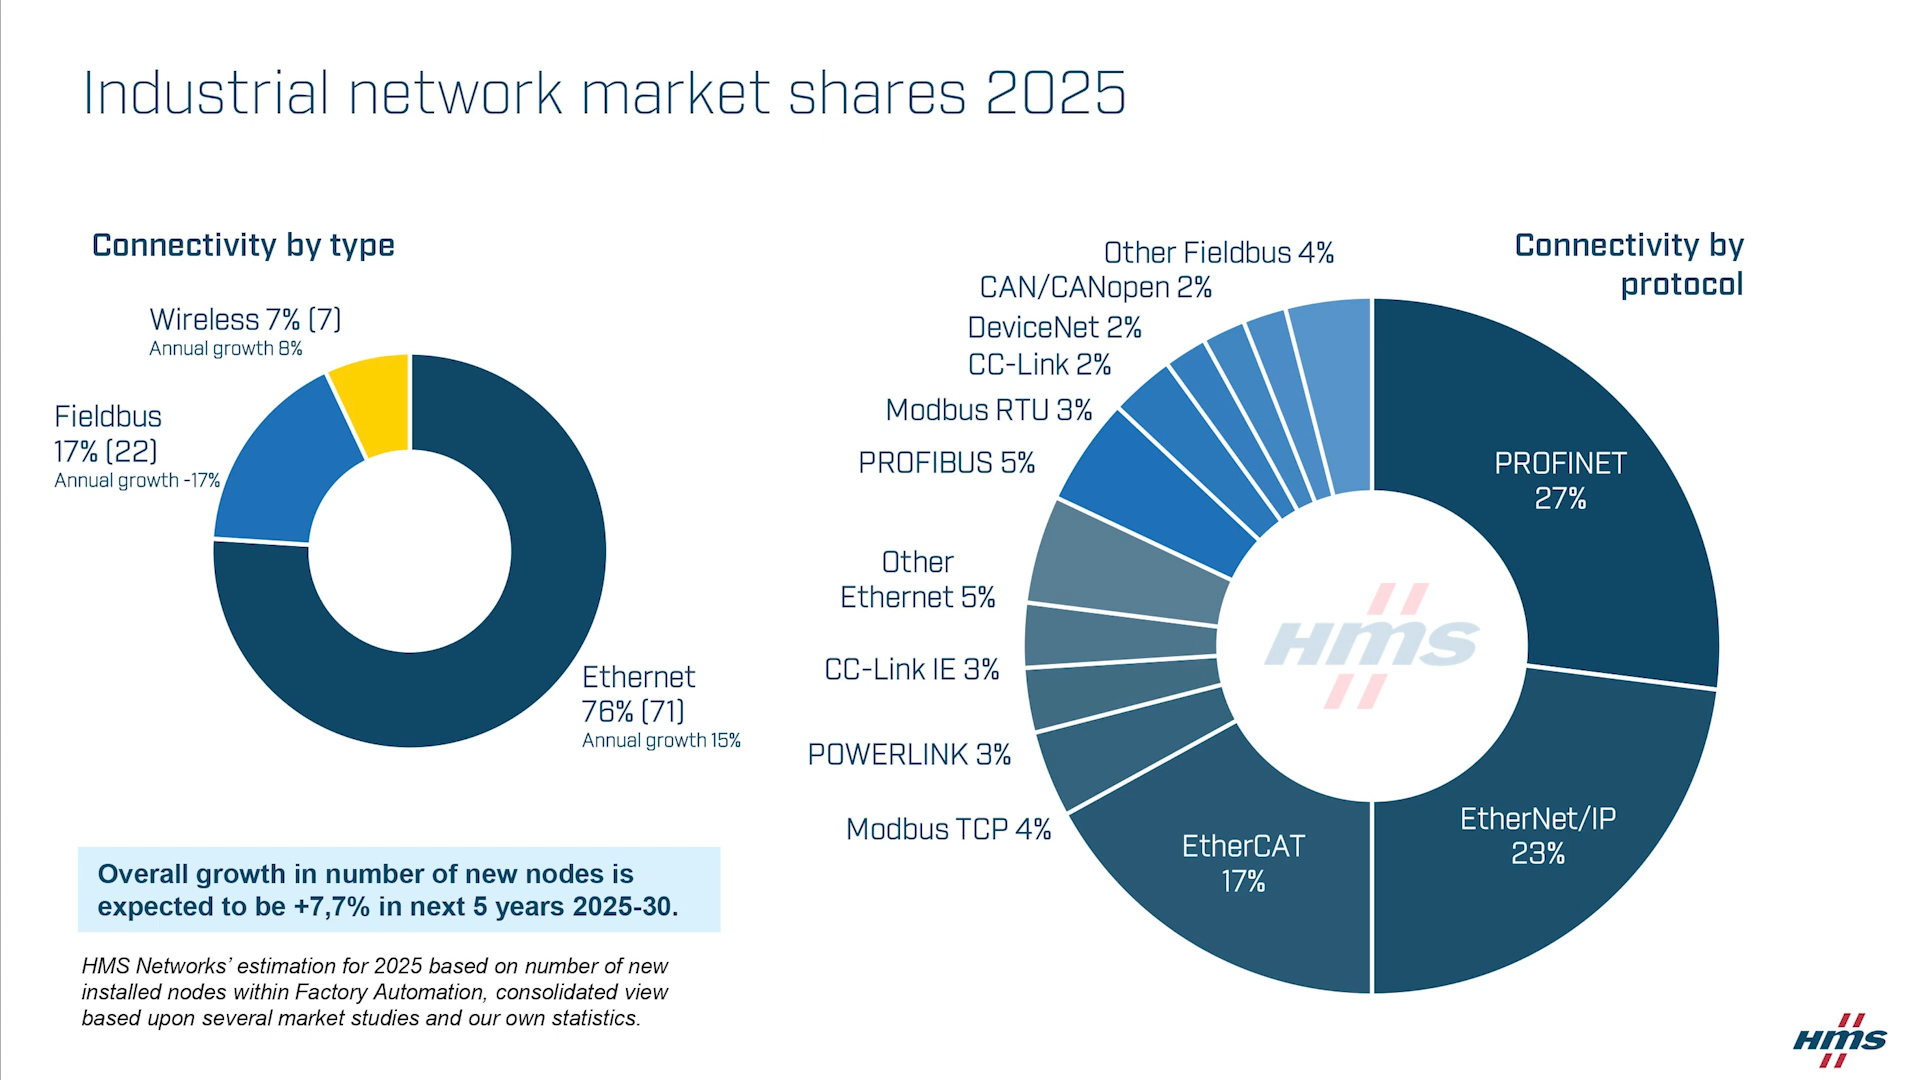 Industrial network market shares 2025
Connectivity by type
Wireless 7% (7)
Annual growth 8%
Fieldbus
17% (22)
Annual growth -17%
Ethernet
76% (71)
Annual growth 15%
Overall growth in number of new nodes is
expected to be +7,7% in next 5 years 2025-30.
HMS Networks’ estimation for 2025 based on number of new
installed nodes within Factory Automation, consolidated view
based upon several market studies and our own statistics.
Connectivity by
protocol
Other Fieldbus 4%
CAN/CANopen 2%
DeviceNet 2%
CC-Link 2%
Modbus RTU 3%
PROFIBUS 5%
Other
Ethernet 5%
CC-Link IE 3%
POWERLINK 3%
Modbus TCP 4%
EtherCAT
17%
EtherNet/IP
23%
PROFINET
27%
HMS
HMS